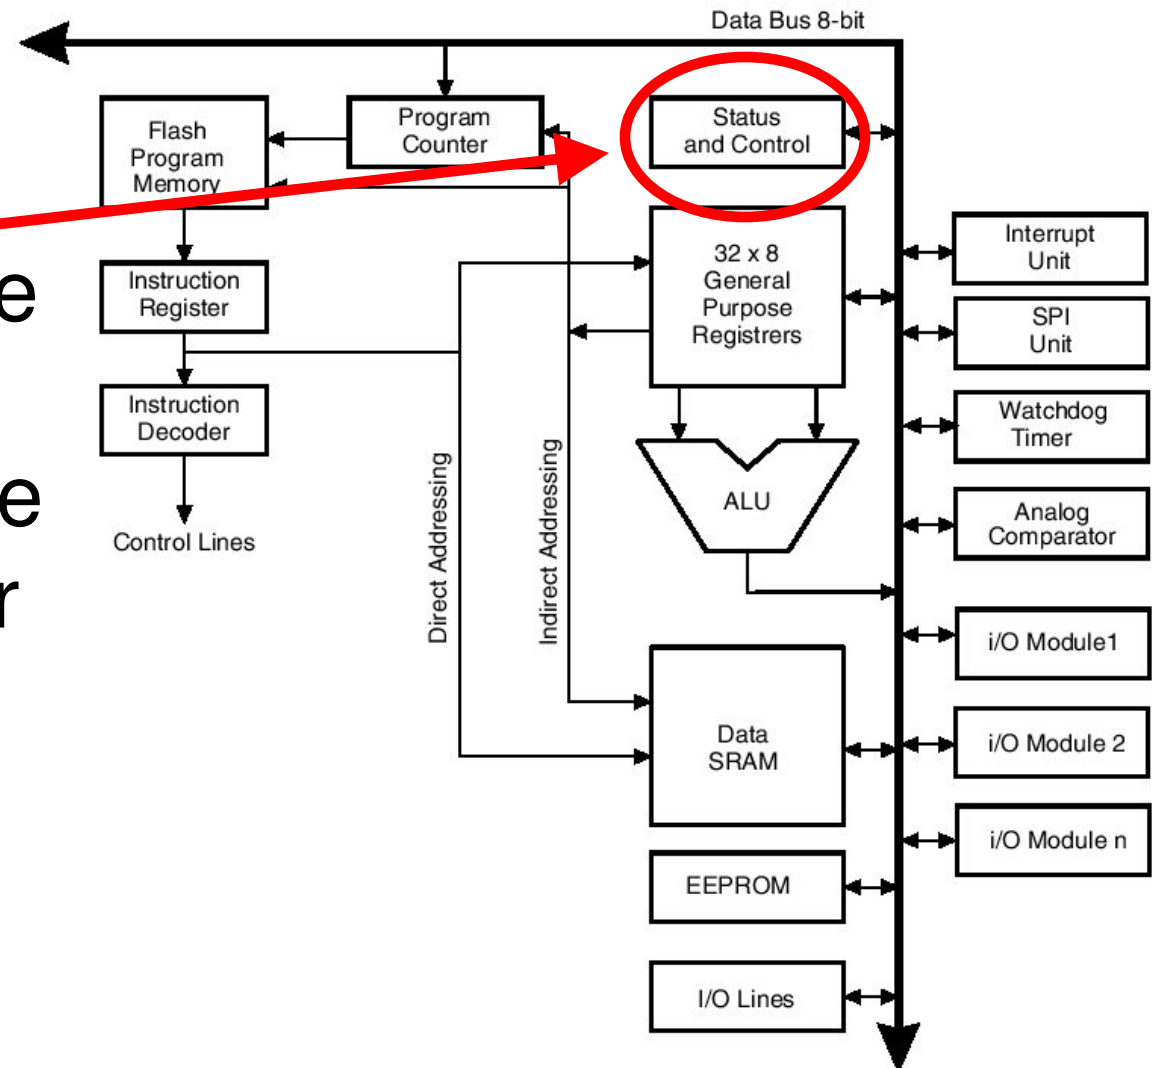 Data Bus 8-bit
Flash
Program
Memory
Program
Counter
Status
and Control
e
Instruction
Register
32 x 8
General
Purpose
Registrers
Interrupt
Unit
SPI
Unit
Instruction
Decoder
Watchdog
Timer
e
Control Lines
r
Direct Addressing
Indirect Addressing
ALU
Analog
Comparator
i/O Module1
Data
SRAM
i/O Module 2
i/O Module n
EEPROM
I/O Lines